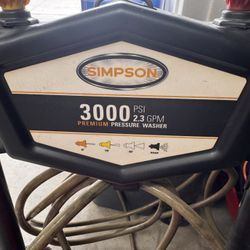 SIMPSON
3000 PSI
2.3 GPM
PREMIUM PRESSURE WASHER